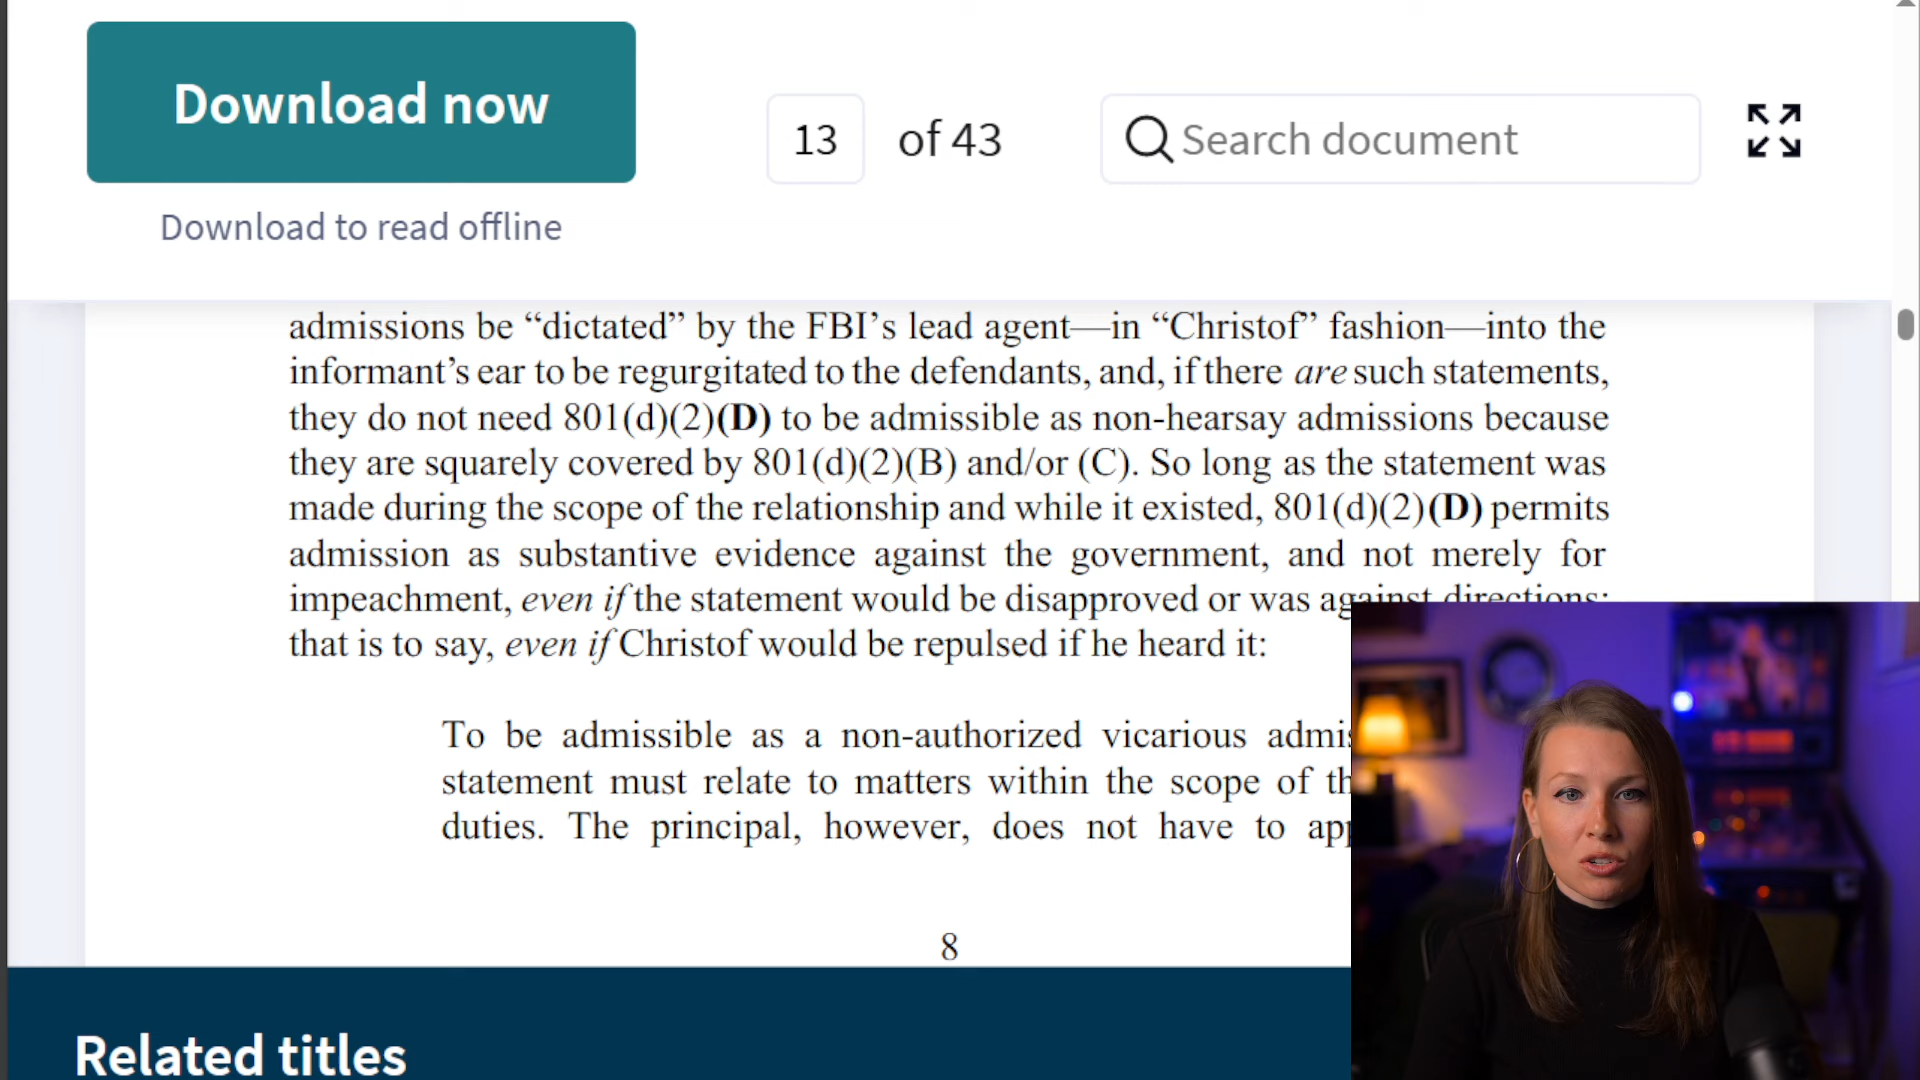 Download now
13 of 43
Search document
Download to read offline
admissions be “dictated” by the FBI’s lead agent—in “Christof” fashion—into the
informant’s ear to be regurgitated to the defendants, and, if there are such statements,
they do not need 801(d)(2)(D) to be admissible as non-hearsay admissions because
they are squarely covered by 801(d)(2)(B) and/or (C). So long as the statement was
made during the scope of the relationship and while it existed, 801(d)(2)(D) permits
admission as substantive evidence against the government, and not merely for
impeachment, even if the statement would be disapproved or was against directions;
that is to say, even if Christof would be repulsed if he heard it:
To be admissible as a non-authorized vicarious
statement must relate to matters within the scope of
duties. The principal, however, does not have to
8
Related titles